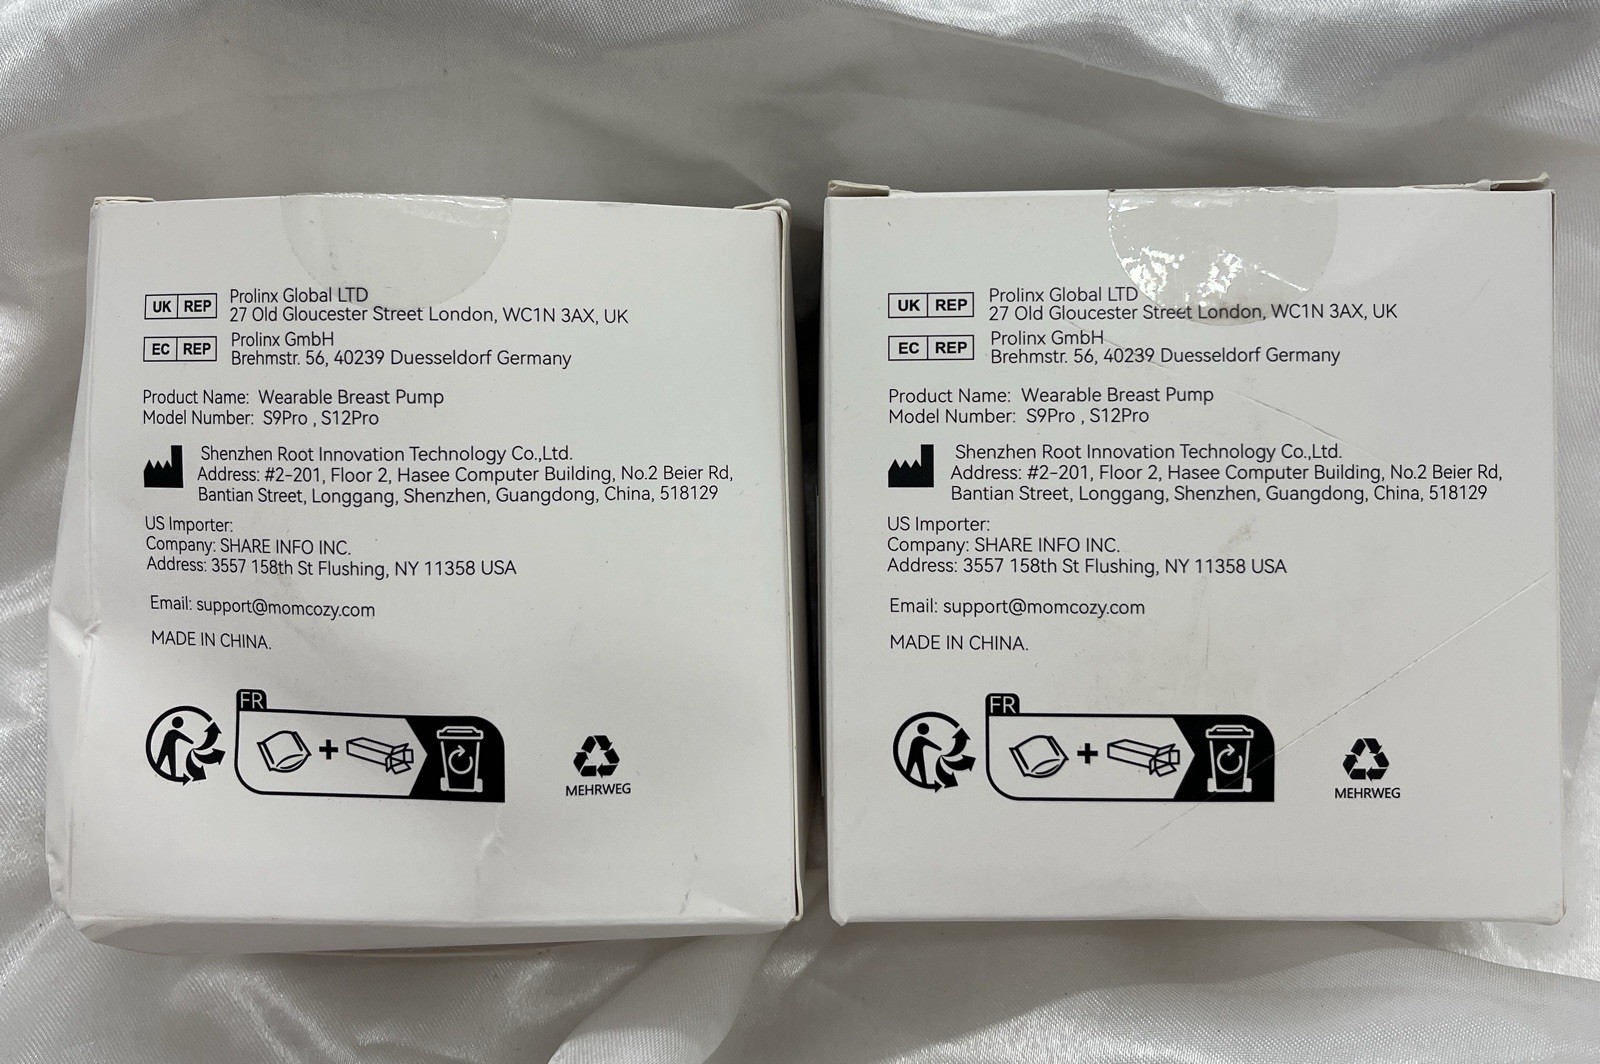 UK REP Prolinx Global LTD
27 Old Gloucester Street London, WC1N 3AX, UK
EC REP Prolinx GmbH
Brehmstr. 56, 40239 Duesseldorf Germany
Product Name: Wearable Breast Pump
Model Number: S9Pro , S12Pro
Shenzhen Root Innovation Technology Co.,Ltd.
Address: #2-201, Floor 2, Hasee Computer Building, No.2 Beier Rd,
Bantian Street, Longgang, Shenzhen, Guangdong, China, 518129
US Importer:
Company: SHARE INFO INC.
Address: 3557 158th St Flushing, NY 11358 USA
Email: support@momcozy.com
MADE IN CHINA.
FR
MEHRWEG
UK REP Prolinx Global LTD
27 Old Gloucester Street London, WC1N 3AX, UK
EC REP Prolinx GmbH
Brehmstr. 56, 40239 Duesseldorf Germany
Product Name: Wearable Breast Pump
Model Number: S9Pro , S12Pro
Shenzhen Root Innovation Technology Co.,Ltd.
Address: #2-201, Floor 2, Hasee Computer Building, No.2 Beier Rd,
Bantian Street, Longgang, Shenzhen, Guangdong, China, 518129
US Importer:
Company: SHARE INFO INC.
Address: 3557 158th St Flushing, NY 11358 USA
Email: support@momcozy.com
MADE IN CHINA.
FR
MEHRWEG